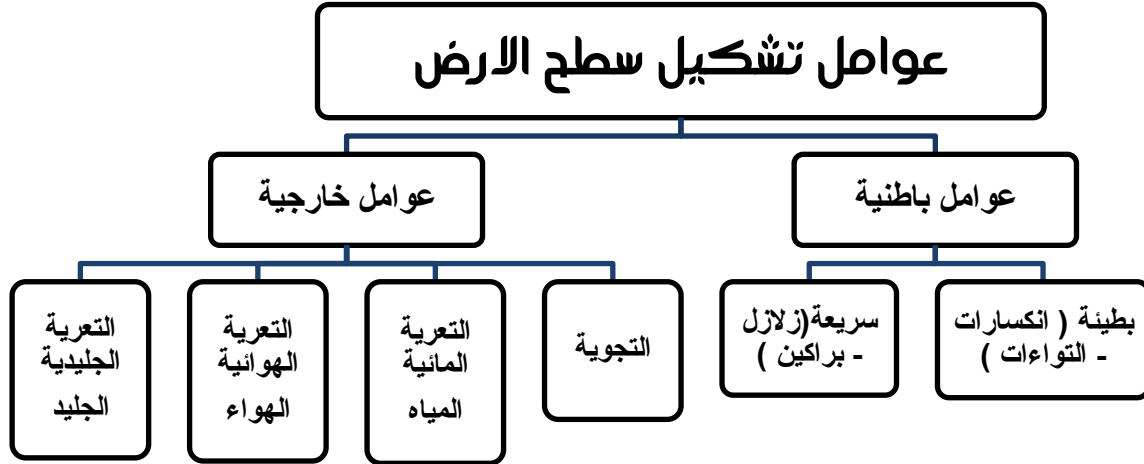 عوامل تشكيل سطح الارض
عوامل باطنية
عوامل خارجية
بطيئة ( انكسارات
- التواءات )
سريعة(زلازل
- براكين )
التجوية
التعرية
المائية
المياه
التعرية
الهوائية
الهواء
التعرية
الجليدية
الجليد